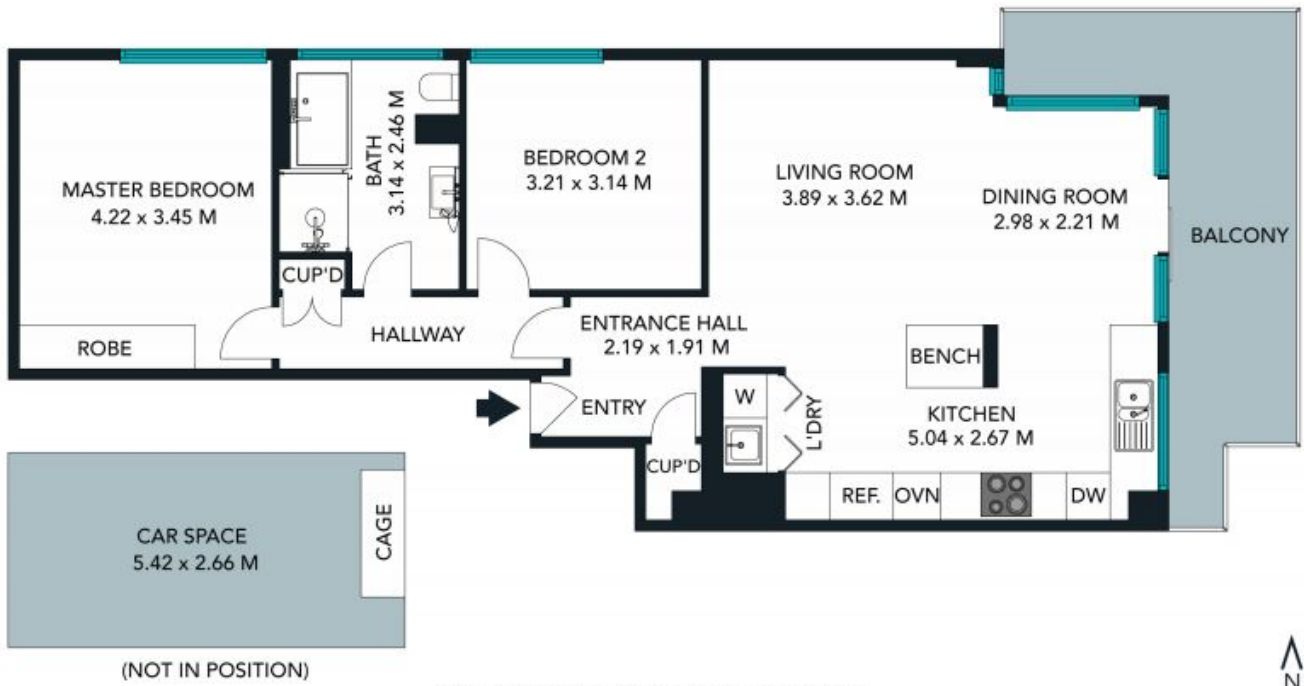 MASTER BEDROOM
4.22 x 3.45 M
BATH
3.14 x 2.46 M
BEDROOM 2
3.21 x 3.14 M
LIVING ROOM
3.89 x 3.62 M
DINING ROOM
2.98 x 2.21 M
BALCONY
CUP'D
HALLWAY
ENTRANCE HALL
2.19 x 1.91 M
ROBE
BENCH
W
ENTRY
L'DRY
KITCHEN
5.04 x 2.67 M
CUP'D
REF.
OVN
DW
CAR SPACE
5.42 x 2.66 M
CAGE
(NOT IN POSITION)
N